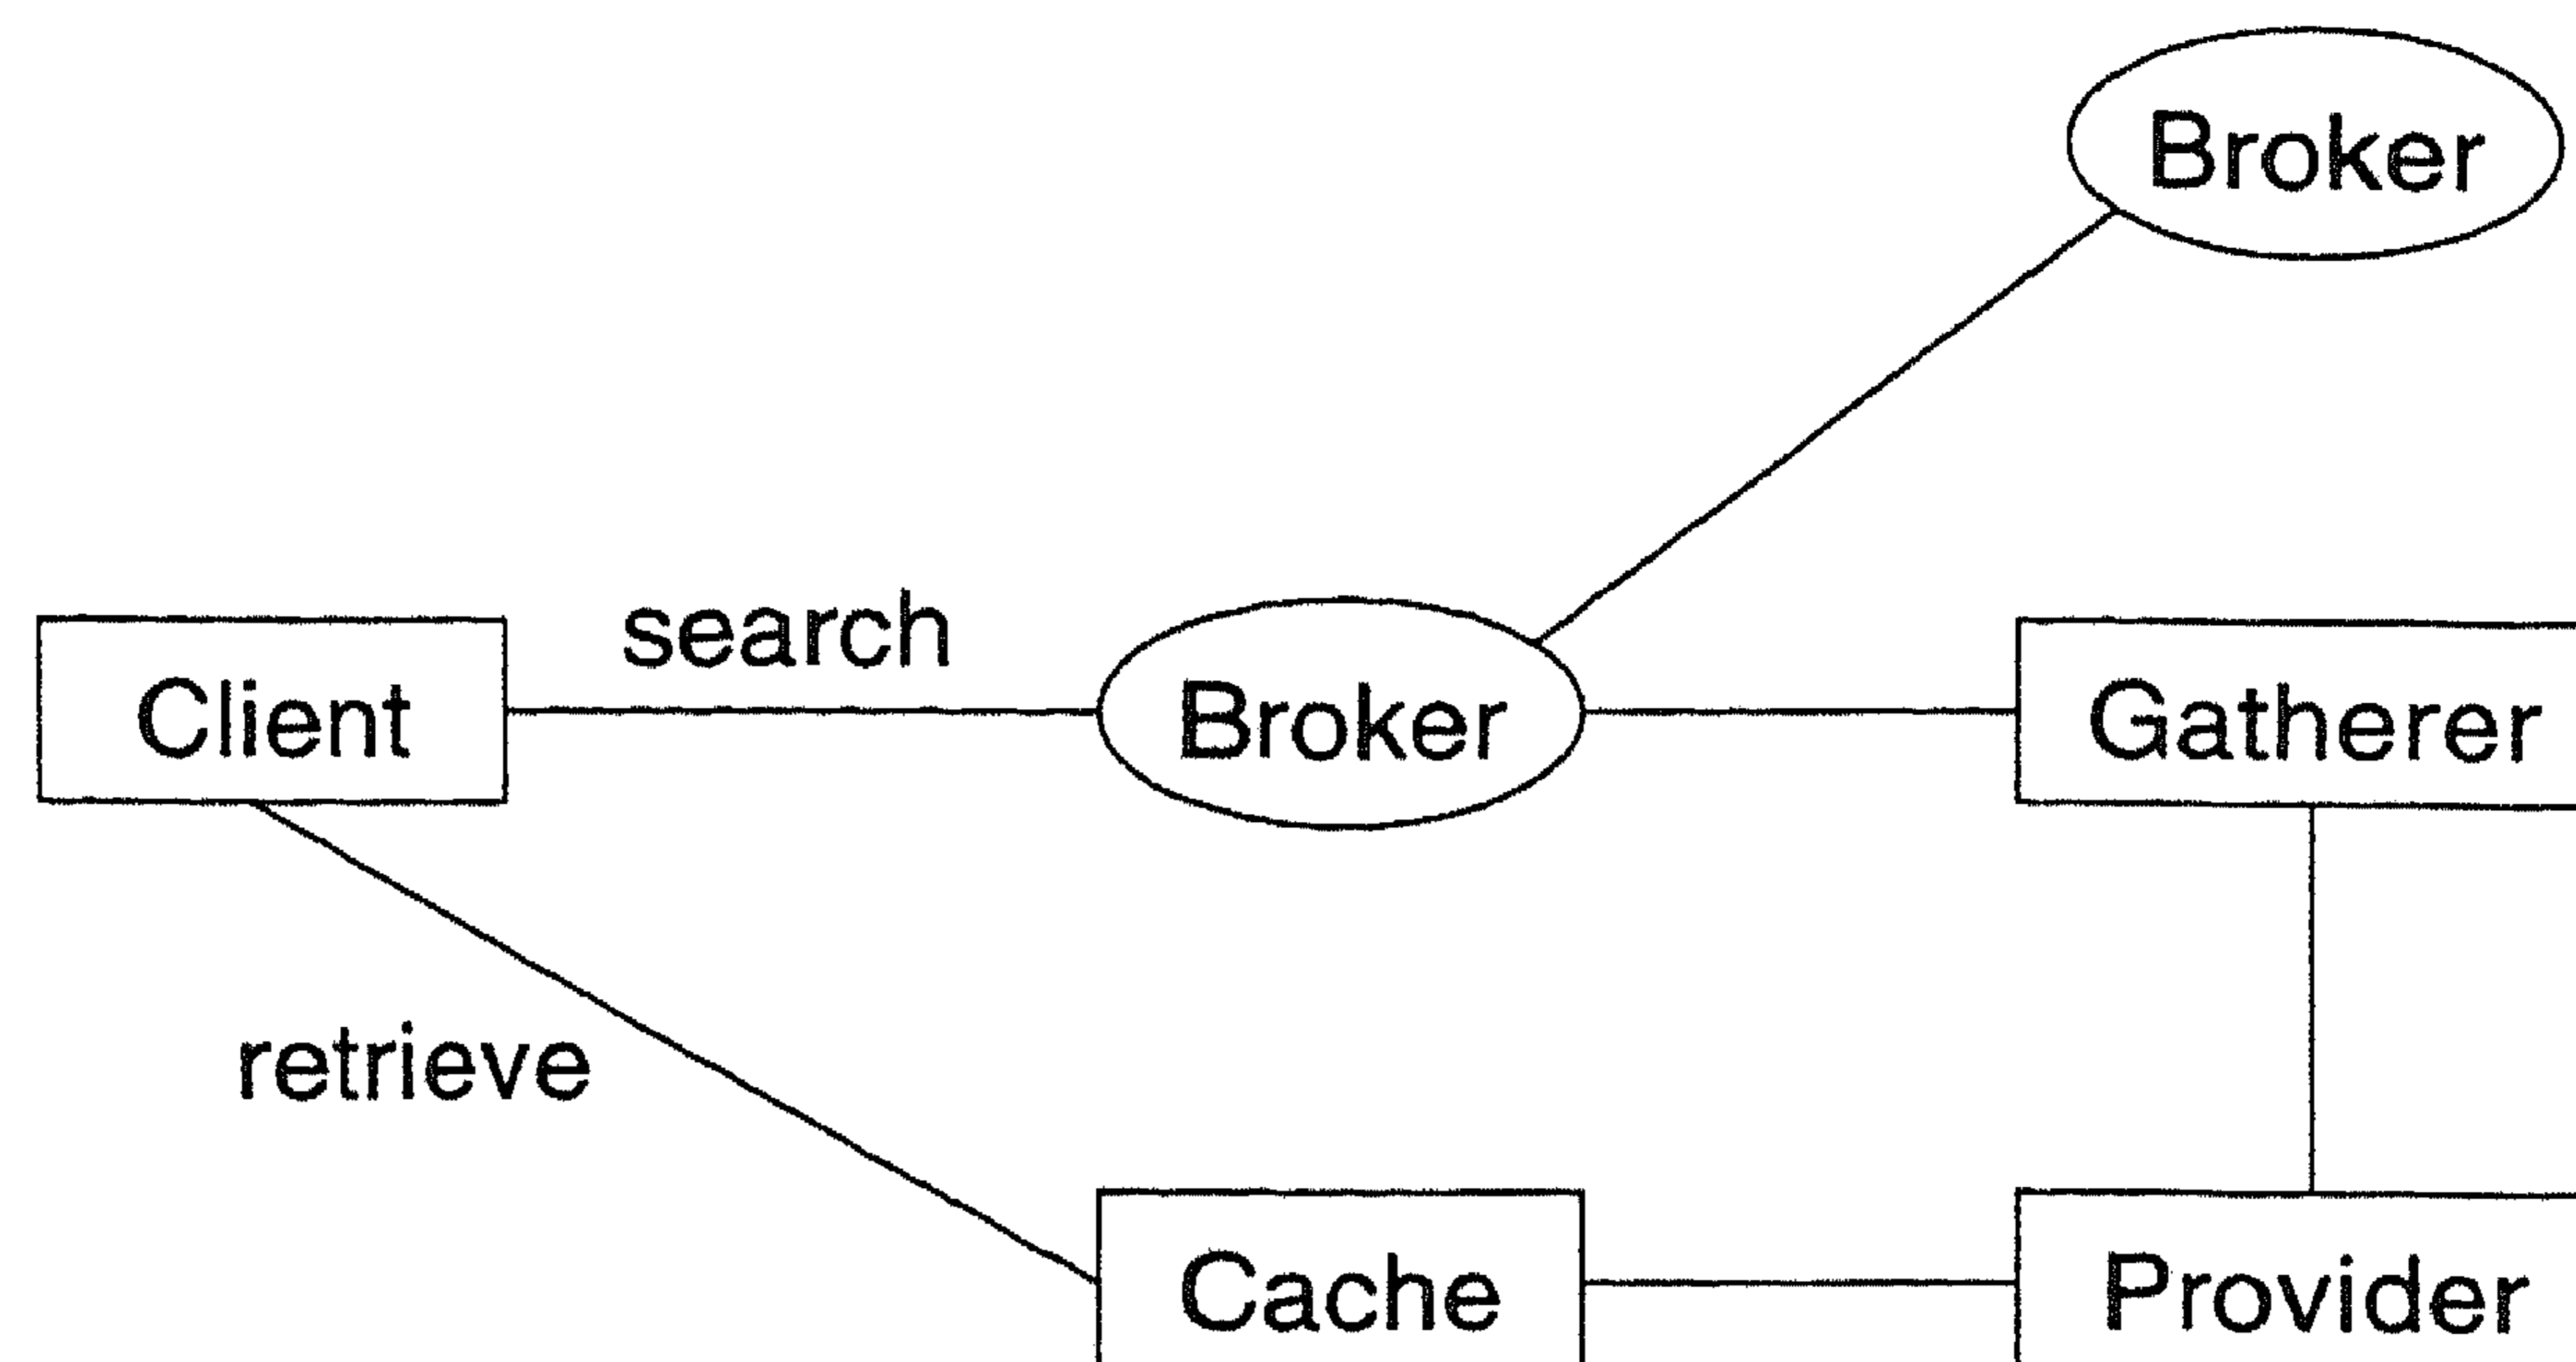 Broker
search
Client
Broker
Gatherer
retrieve
Cache
Provider